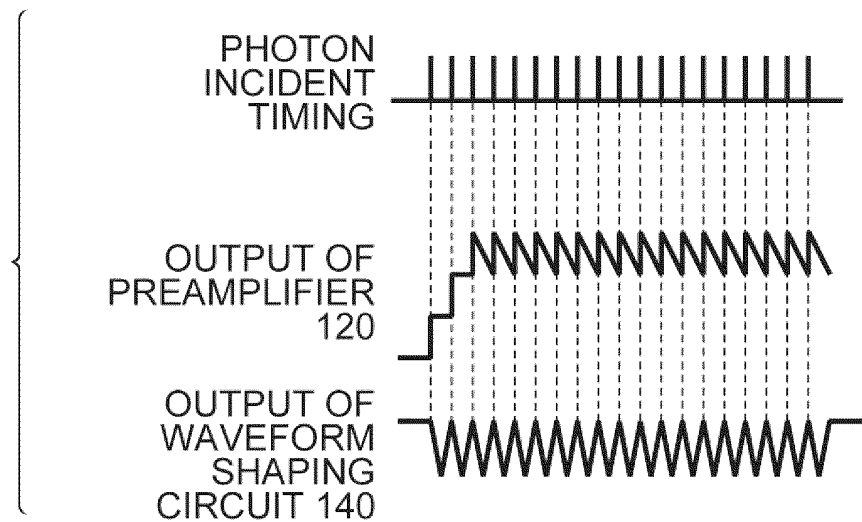 PHOTON
INCIDENT
TIMING
OUTPUT OF
PREAMPLIFIER
120
OUTPUT OF
WAVEFORM
SHAPING
CIRCUIT 140